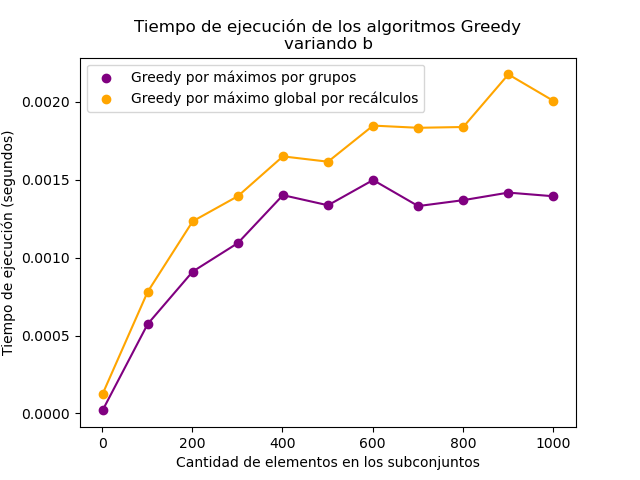 Tiempo de ejecución de los algoritmos Greedy
variando b
Greedy por máximos por grupos
Greedy por máximo global por recálculos
Tiempo de ejecución (segundos)
0.0020
0.0015
0.0010
0.0005
0.0000
0 200 400 600 800 1000
Cantidad de elementos en los subconjuntos